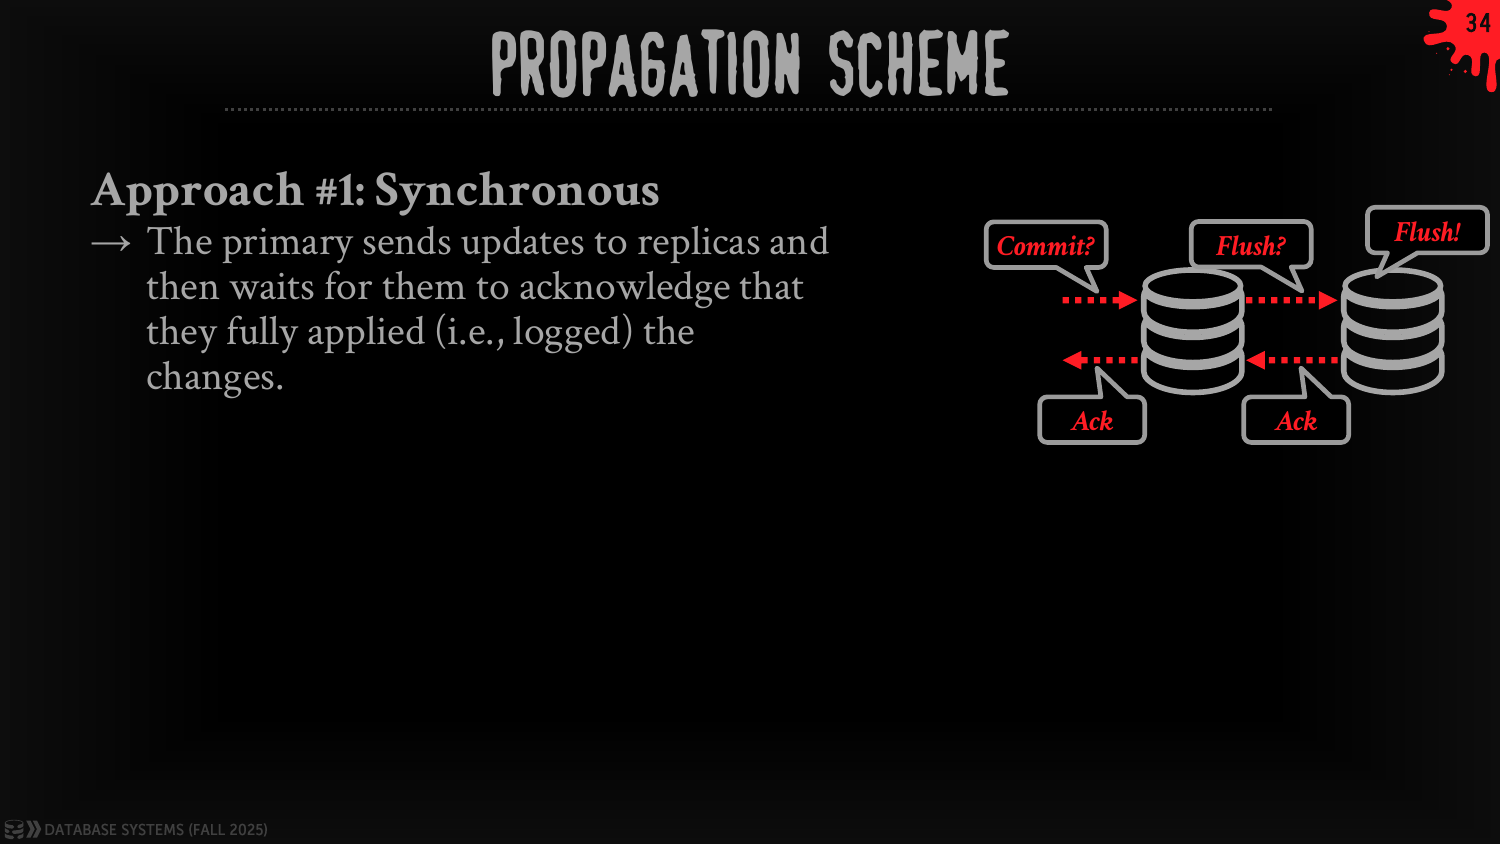 34
PROPAGATION SCHEME
Approach #1: Synchronous
→ The primary sends updates to replicas and
then waits for them to acknowledge that
they fully applied (i.e., logged) the
changes.
Commit?
Flush?
Flush!
Ack
Ack
DATABASE SYSTEMS (FALL 2025)